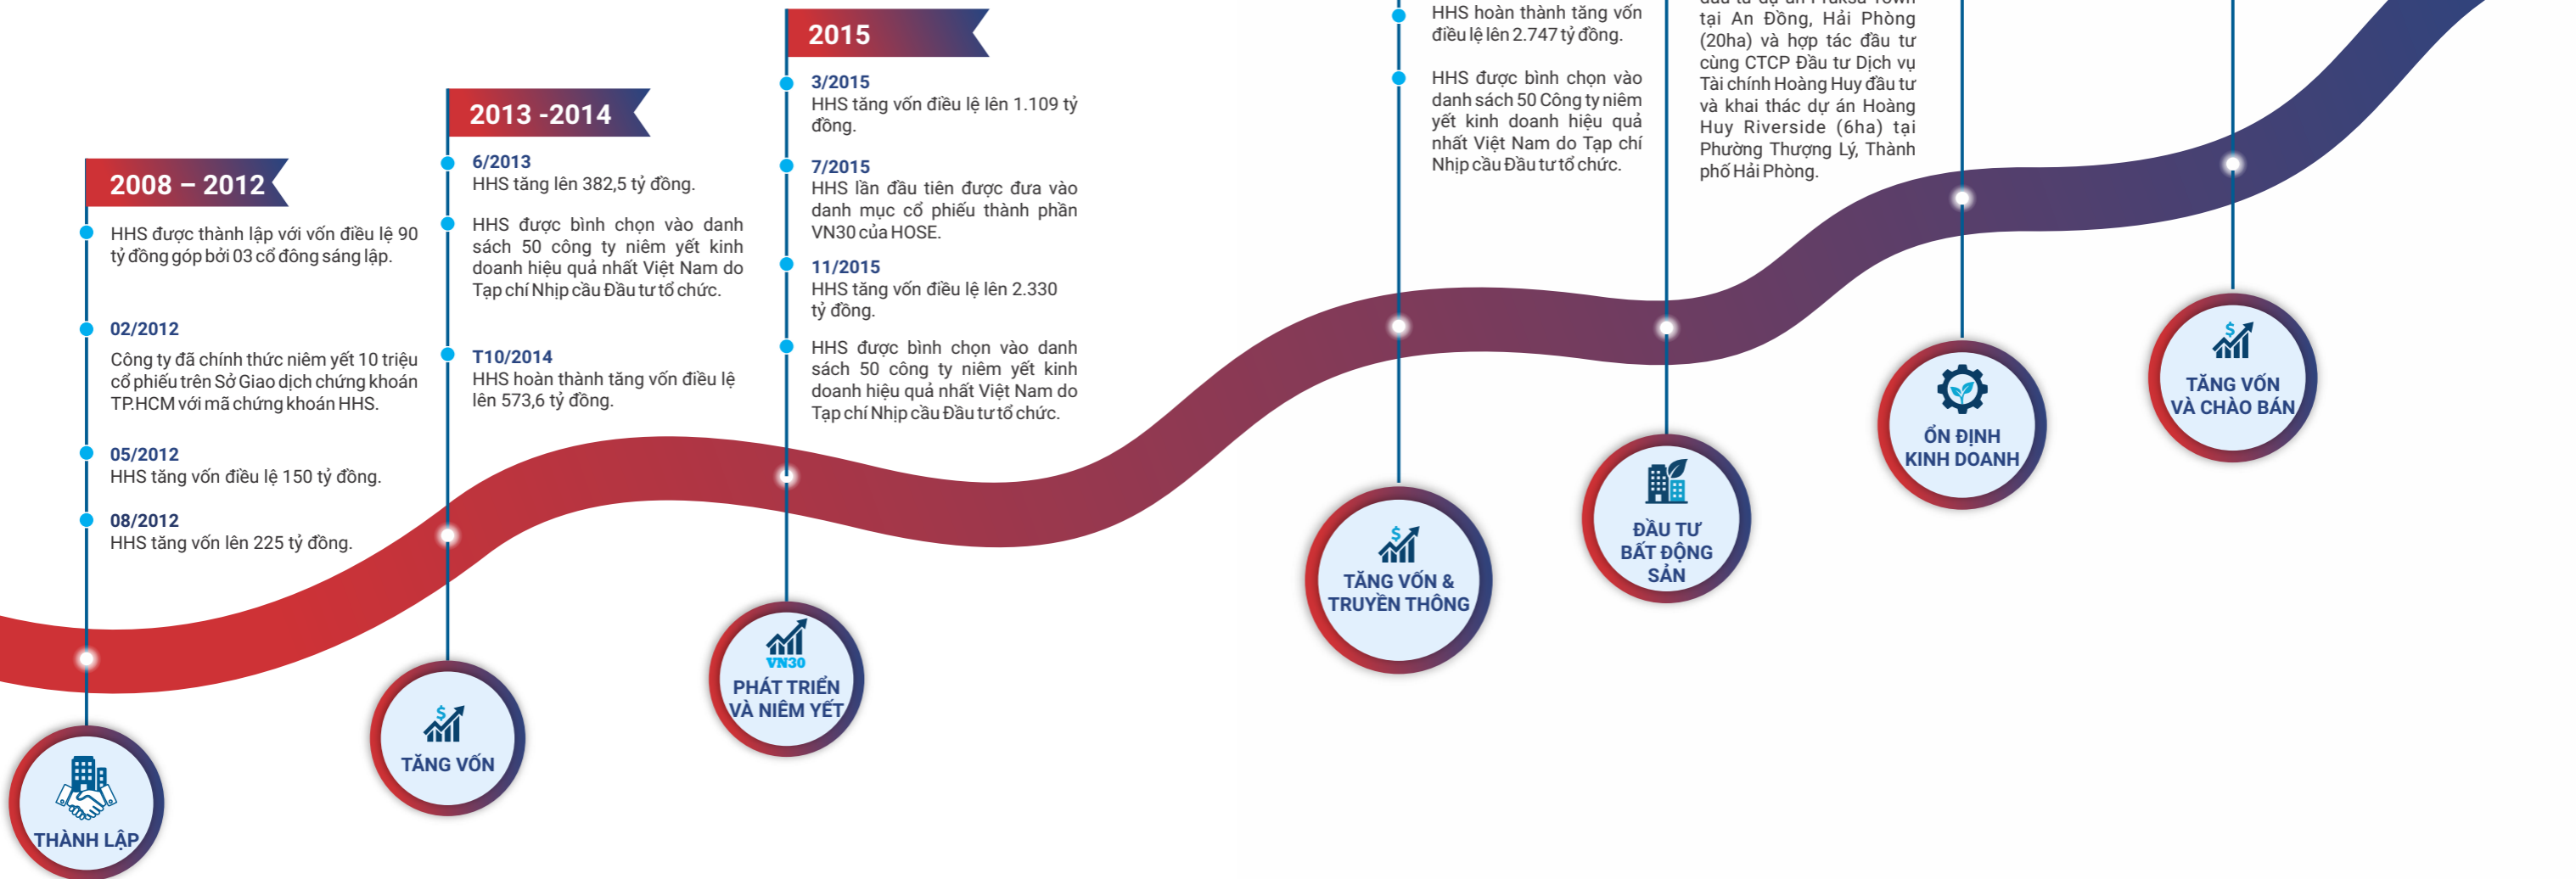 2008 – 2012
HHS được thành lập với vốn điều lệ 90
tỷ đồng góp bởi 03 cổ đông sáng lập.
02/2012
Công ty đã chính thức niêm yết 10 triệu
cổ phiếu trên Sở Giao dịch chứng khoán
TP.HCM với mã chứng khoán HHS.
05/2012
HHS tăng vốn điều lệ 150 tỷ đồng.
08/2012
HHS tăng vốn lên 225 tỷ đồng.
THÀNH LẬP
2013 -2014
6/2013
HHS tăng lên 382,5 tỷ đồng.
HHS được bình chọn vào danh
sách 50 công ty niêm yết kinh
doanh hiệu quả nhất Việt Nam do
Tạp chí Nhịp cầu Đầu tư tổ chức.
T10/2014
HHS hoàn thành tăng vốn điều lệ
lên 573,6 tỷ đồng.
TĂNG VỐN
2015
3/2015
HHS tăng vốn điều lệ lên 1.109 tỷ
đồng.
7/2015
HHS lần đầu tiên được đưa vào
danh mục cổ phiếu thành phần
VN30 của HOSE.
11/2015
HHS tăng vốn điều lệ lên 2.330
tỷ đồng.
HHS được bình chọn vào danh
sách 50 công ty niêm yết kinh
doanh hiệu quả nhất Việt Nam do
Tạp chí Nhịp cầu Đầu tư tổ chức.
VN30
PHÁT TRIỂN
VÀ NIÊM YẾT
HHS hoàn thành tăng vốn
điều lệ lên 2.747 tỷ đồng.
HHS được bình chọn vào
danh sách 50 Công ty niêm
yết kinh doanh hiệu quả
nhất Việt Nam do Tạp chí
Nhịp cầu Đầu tư tổ chức.
TĂNG VỐN &
TRUYỀN THÔNG
đầu tư dự án Pruksa Town
tại An Đồng, Hải Phòng
(20ha) và hợp tác đầu tư
cùng CTCP Đầu tư Dịch vụ
Tài chính Hoàng Huy đầu tư
và khai thác dự án Hoàng
Huy Riverside (6ha) tại
Phường Thượng Lý, Thành
phố Hải Phòng.
ĐẦU TƯ
BẤT ĐỘNG
SẢN
ỔN ĐỊNH
KINH DOANH
TĂNG VỐN
VÀ CHÀO BÁN